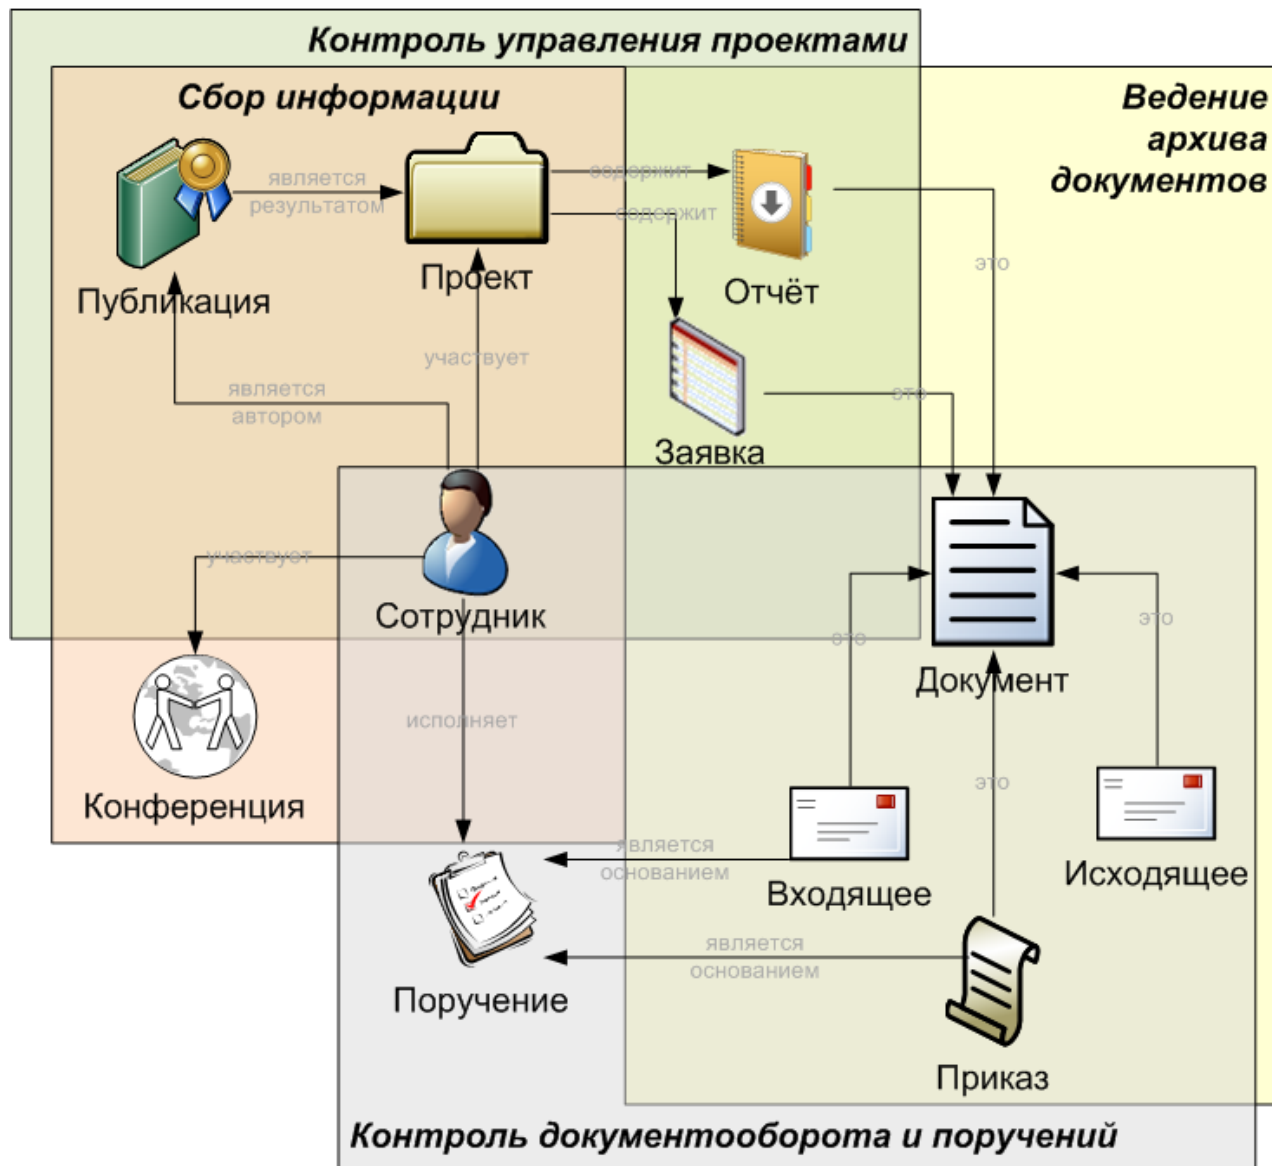 Контроль управления проектами
Сбор информации
Ведение
архива
документов
является
результатом
содержит
содержит
Публикация
Проект
Отчёт
это
участвует
является
автором
это
Заявка
участвует
Сотрудник
это
это
Документ
исполняет
это
Конференция
является
основанием
Входящее
Исходящее
является
основанием
Поручение
Приказ
Контроль документооборота и поручений